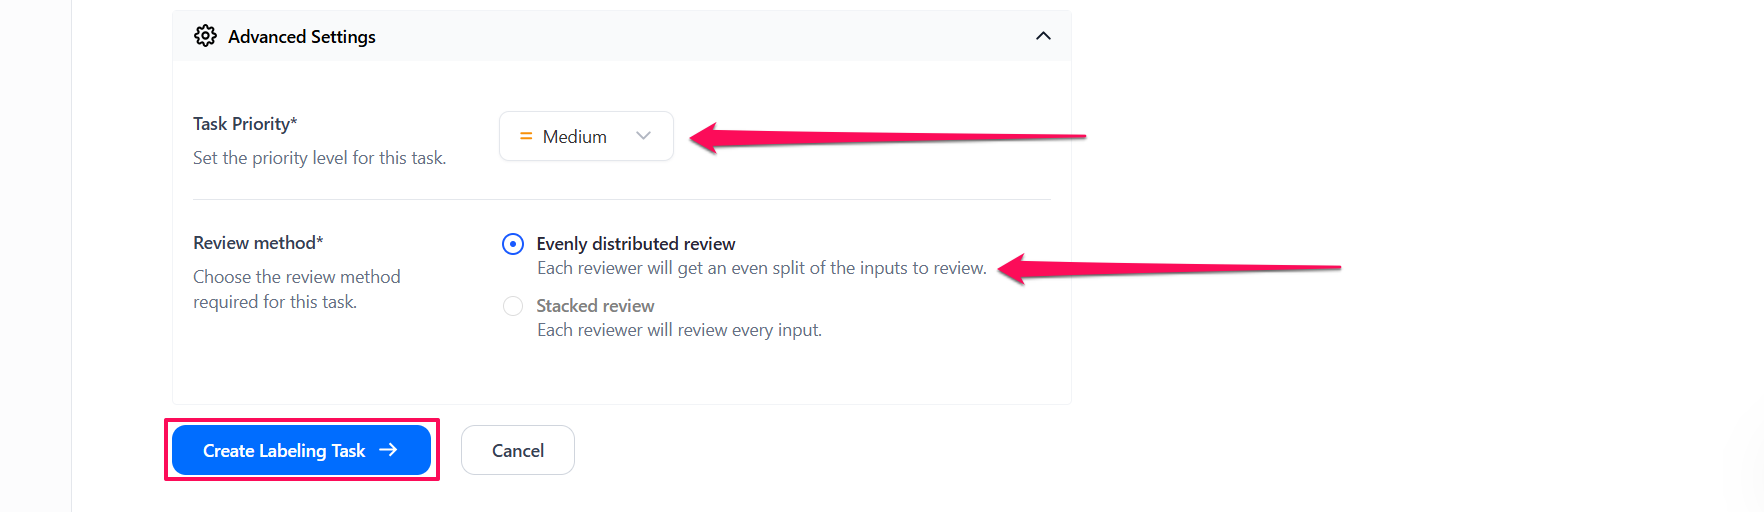 Advanced Settings
Task Priority*
Set the priority level for this task.
Medium
Review method*
Choose the review method
required for this task.
Evenly distributed review
Each reviewer will get an even split of the inputs to review.
Stacked review
Each reviewer will review every input.
Create Labeling Task
Cancel